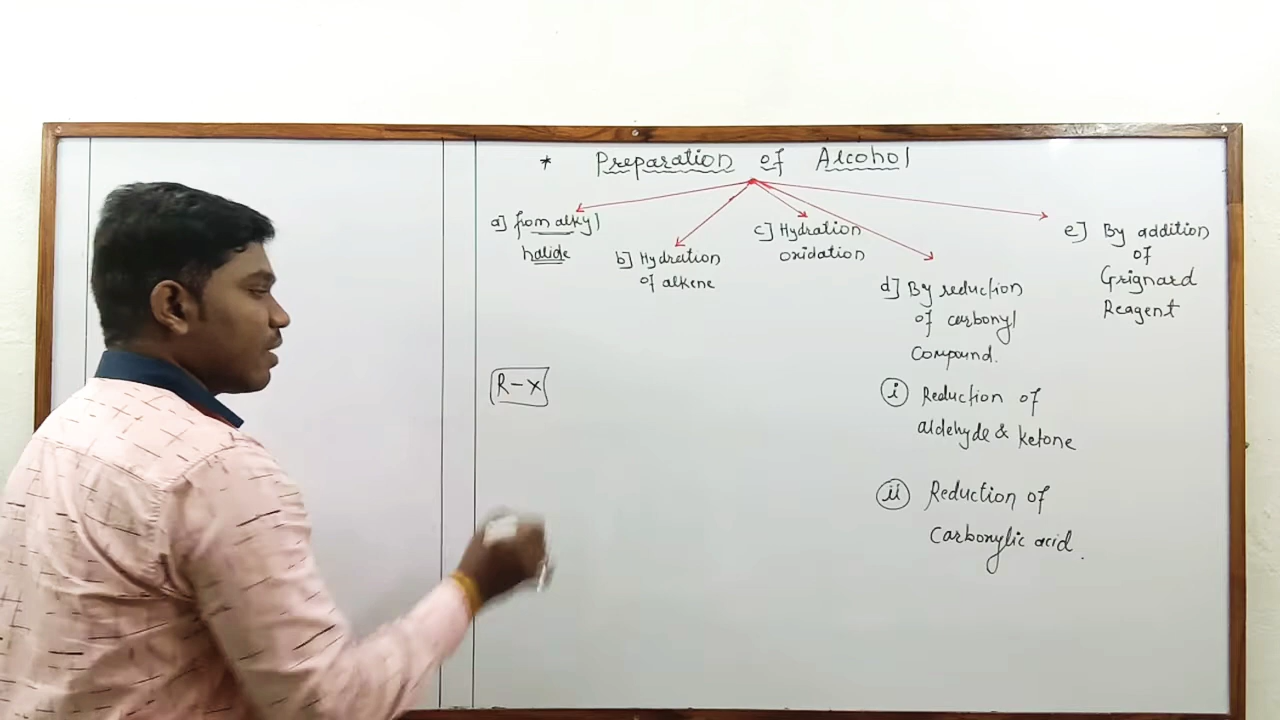 * Preparation of Alcohol
a] from alkyl
halide
b] Hydration
of alkene
c] Hydration
oxidation
d] By reduction
of carbonyl
Compound.
i Reduction of
aldehyde & ketone
ii Reduction of
Carboxylic acid.
e] By addition
of
Grignard
Reagent
R-X